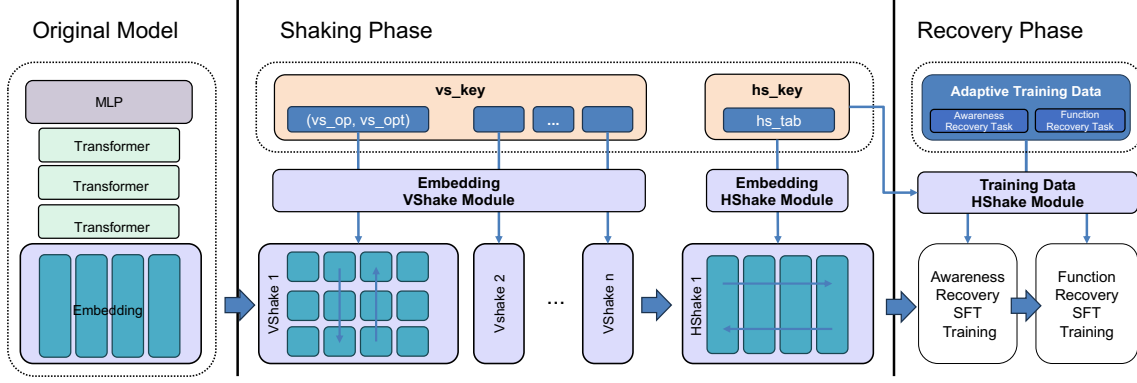 Original Model
MLP
Transformer
Transformer
Transformer
Embedding
Shaking Phase
vs_key
(vs_op, vs_opt)
...
hs_key
hs_tab
Embedding
VShake Module
Embedding
HShake Module
VShake 1
Vshake 2
...
VShake n
HShake 1
Recovery Phase
Adaptive Training Data
Awareness
Recovery Task
Function
Recovery Task
Training Data
HShake Module
Awareness
Recovery
SFT
Training
Function
Recovery
SFT
Training